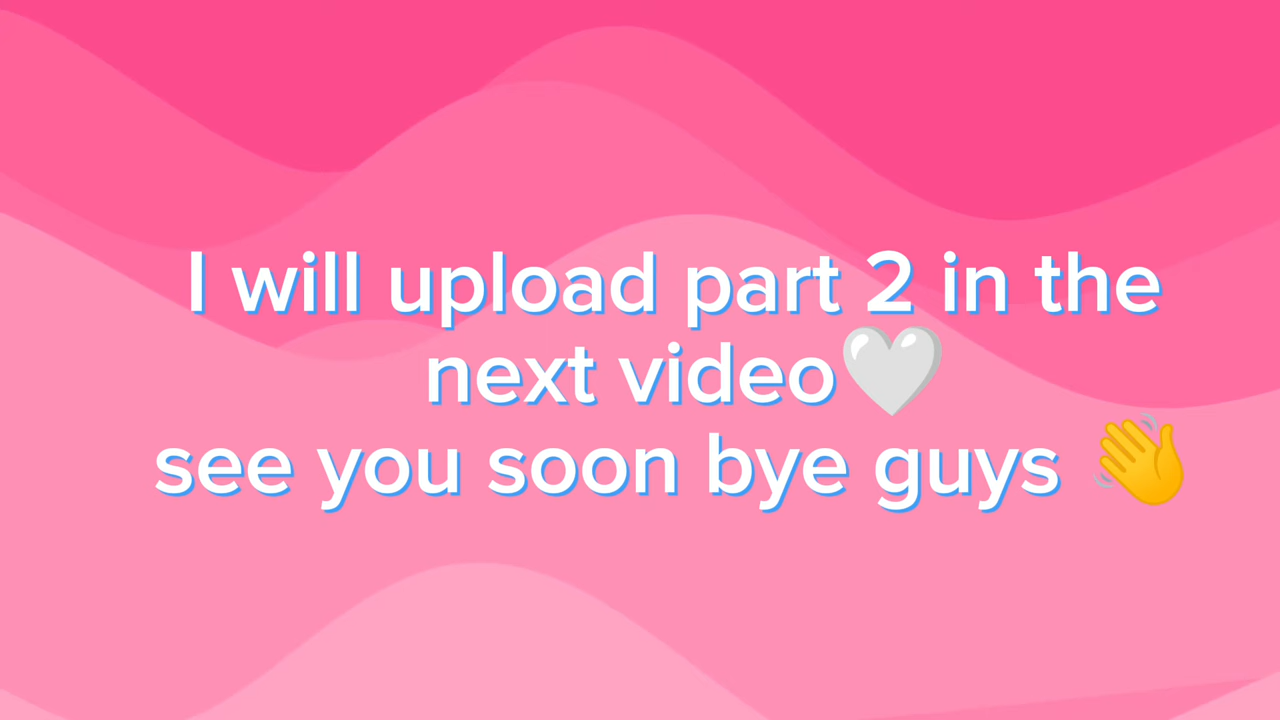 I will upload part 2 in the
next video🤍
see you soon bye guys 👋